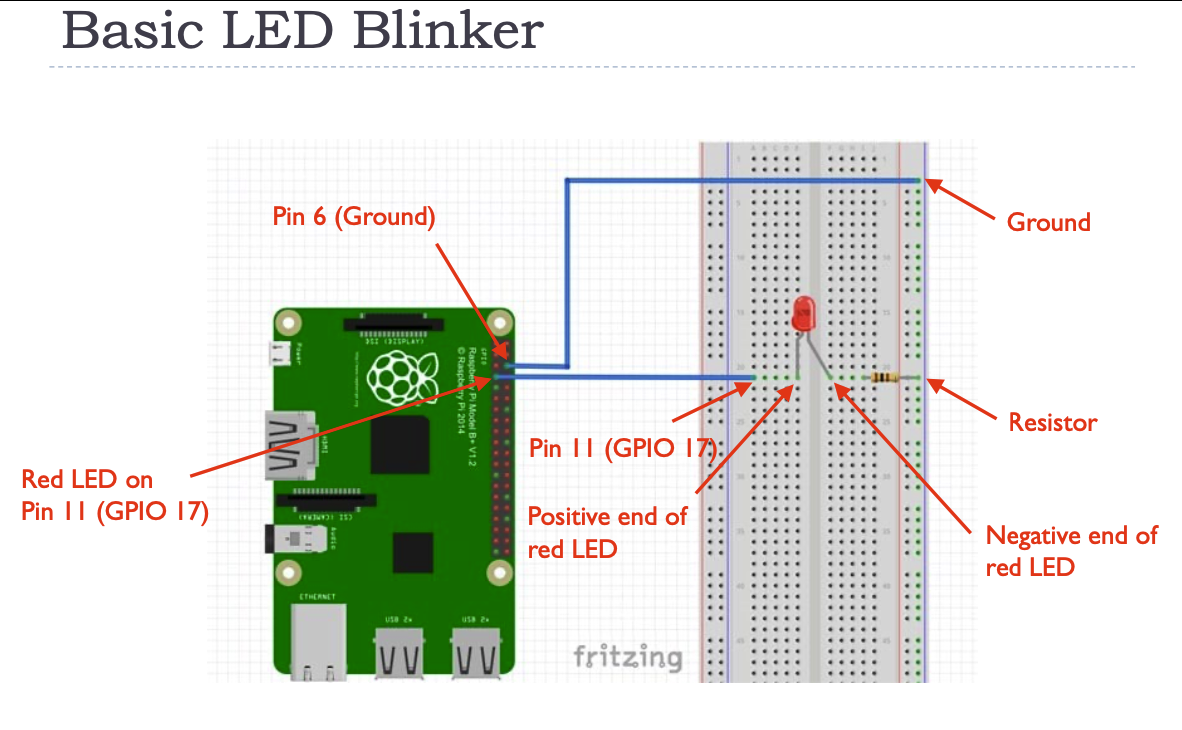 Basic LED Blinker
Pin 6 (Ground)
Ground
DSI (DISPLAY)
GPIO
Power
Raspberry Pi Model B+ V1.2
© Raspberry Pi 2014
HDMI
Resistor
Pin 11 (GPIO 17)
Red LED on
Pin 11 (GPIO 17)
Positive end of
red LED
Negative end of
red LED
CSI (CAMERA)
Audio
ETHERNET
USB 2x
USB 2x
fritzing